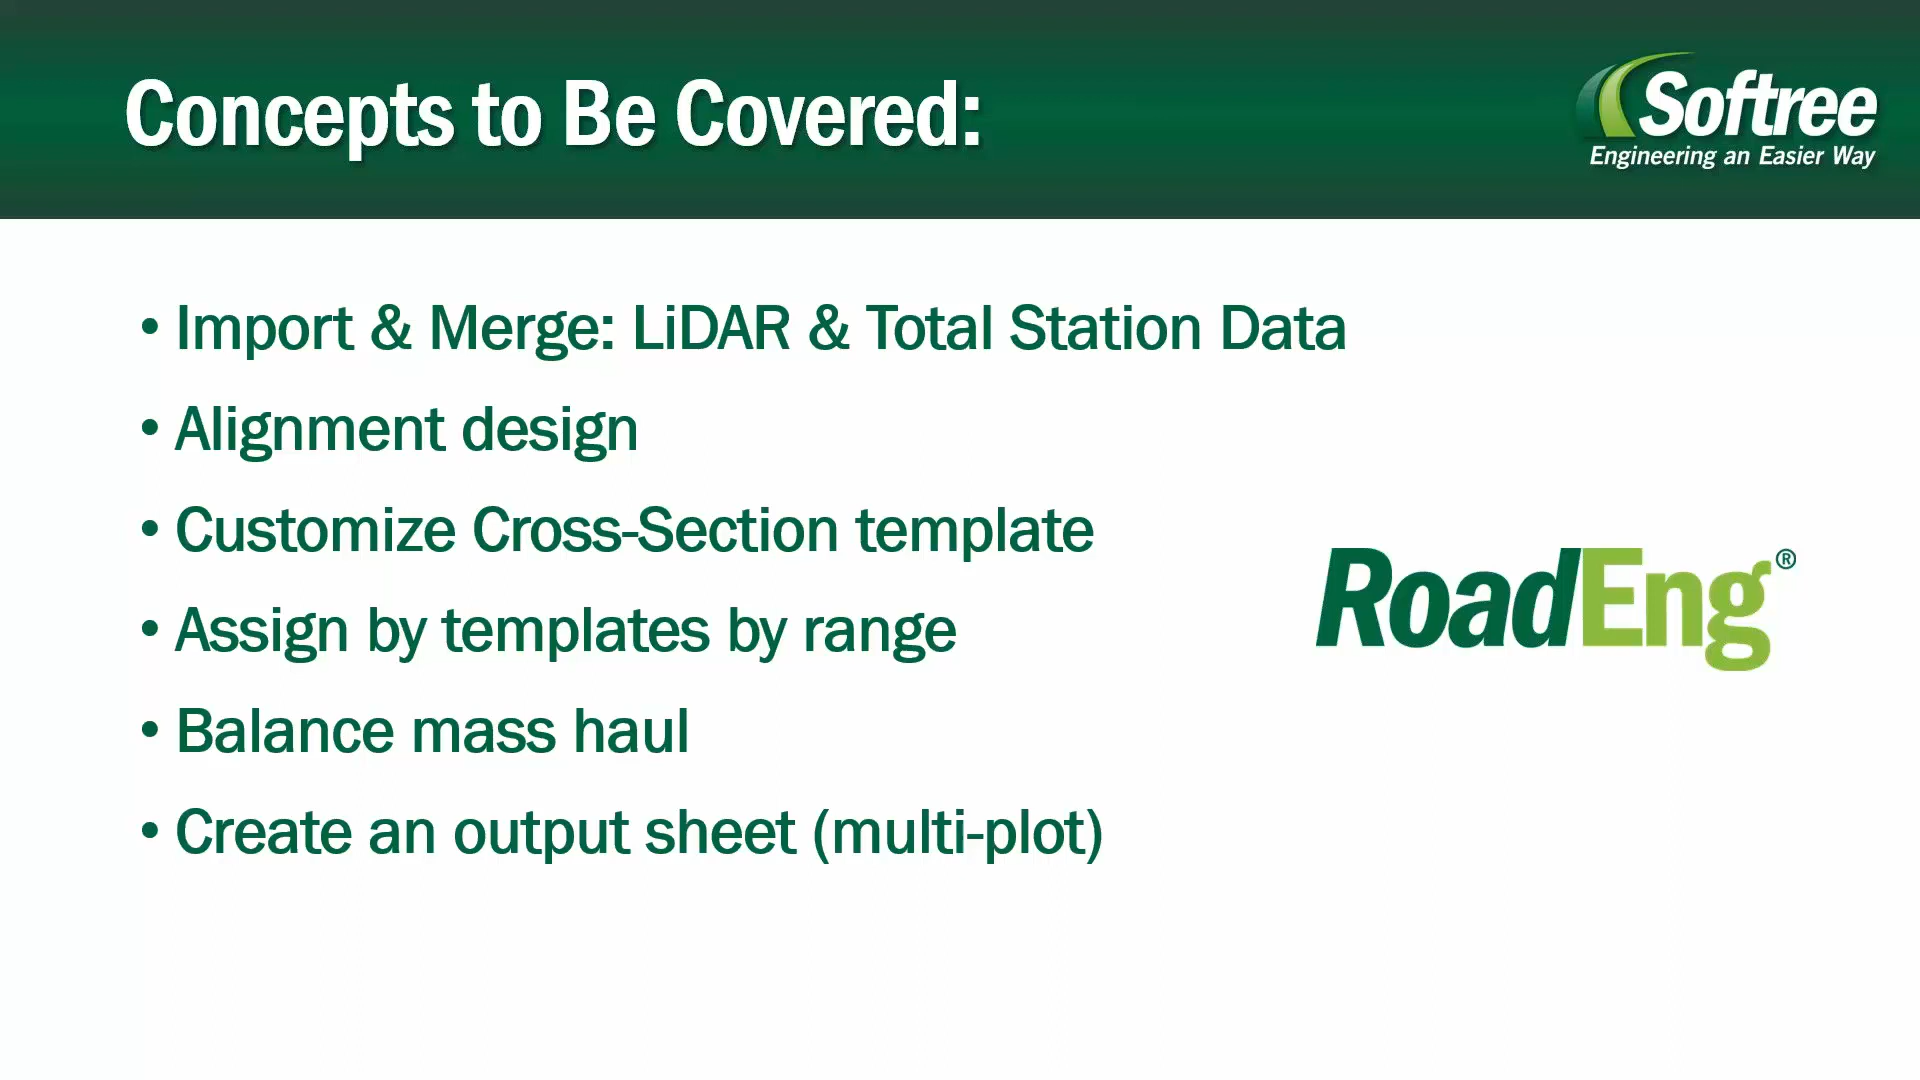 Concepts to Be Covered:
Softree
Engineering an Easier Way
• Import & Merge: LiDAR & Total Station Data
• Alignment design
• Customize Cross-Section template
• Assign by templates by range
• Balance mass haul
• Create an output sheet (multi-plot)
RoadEng®